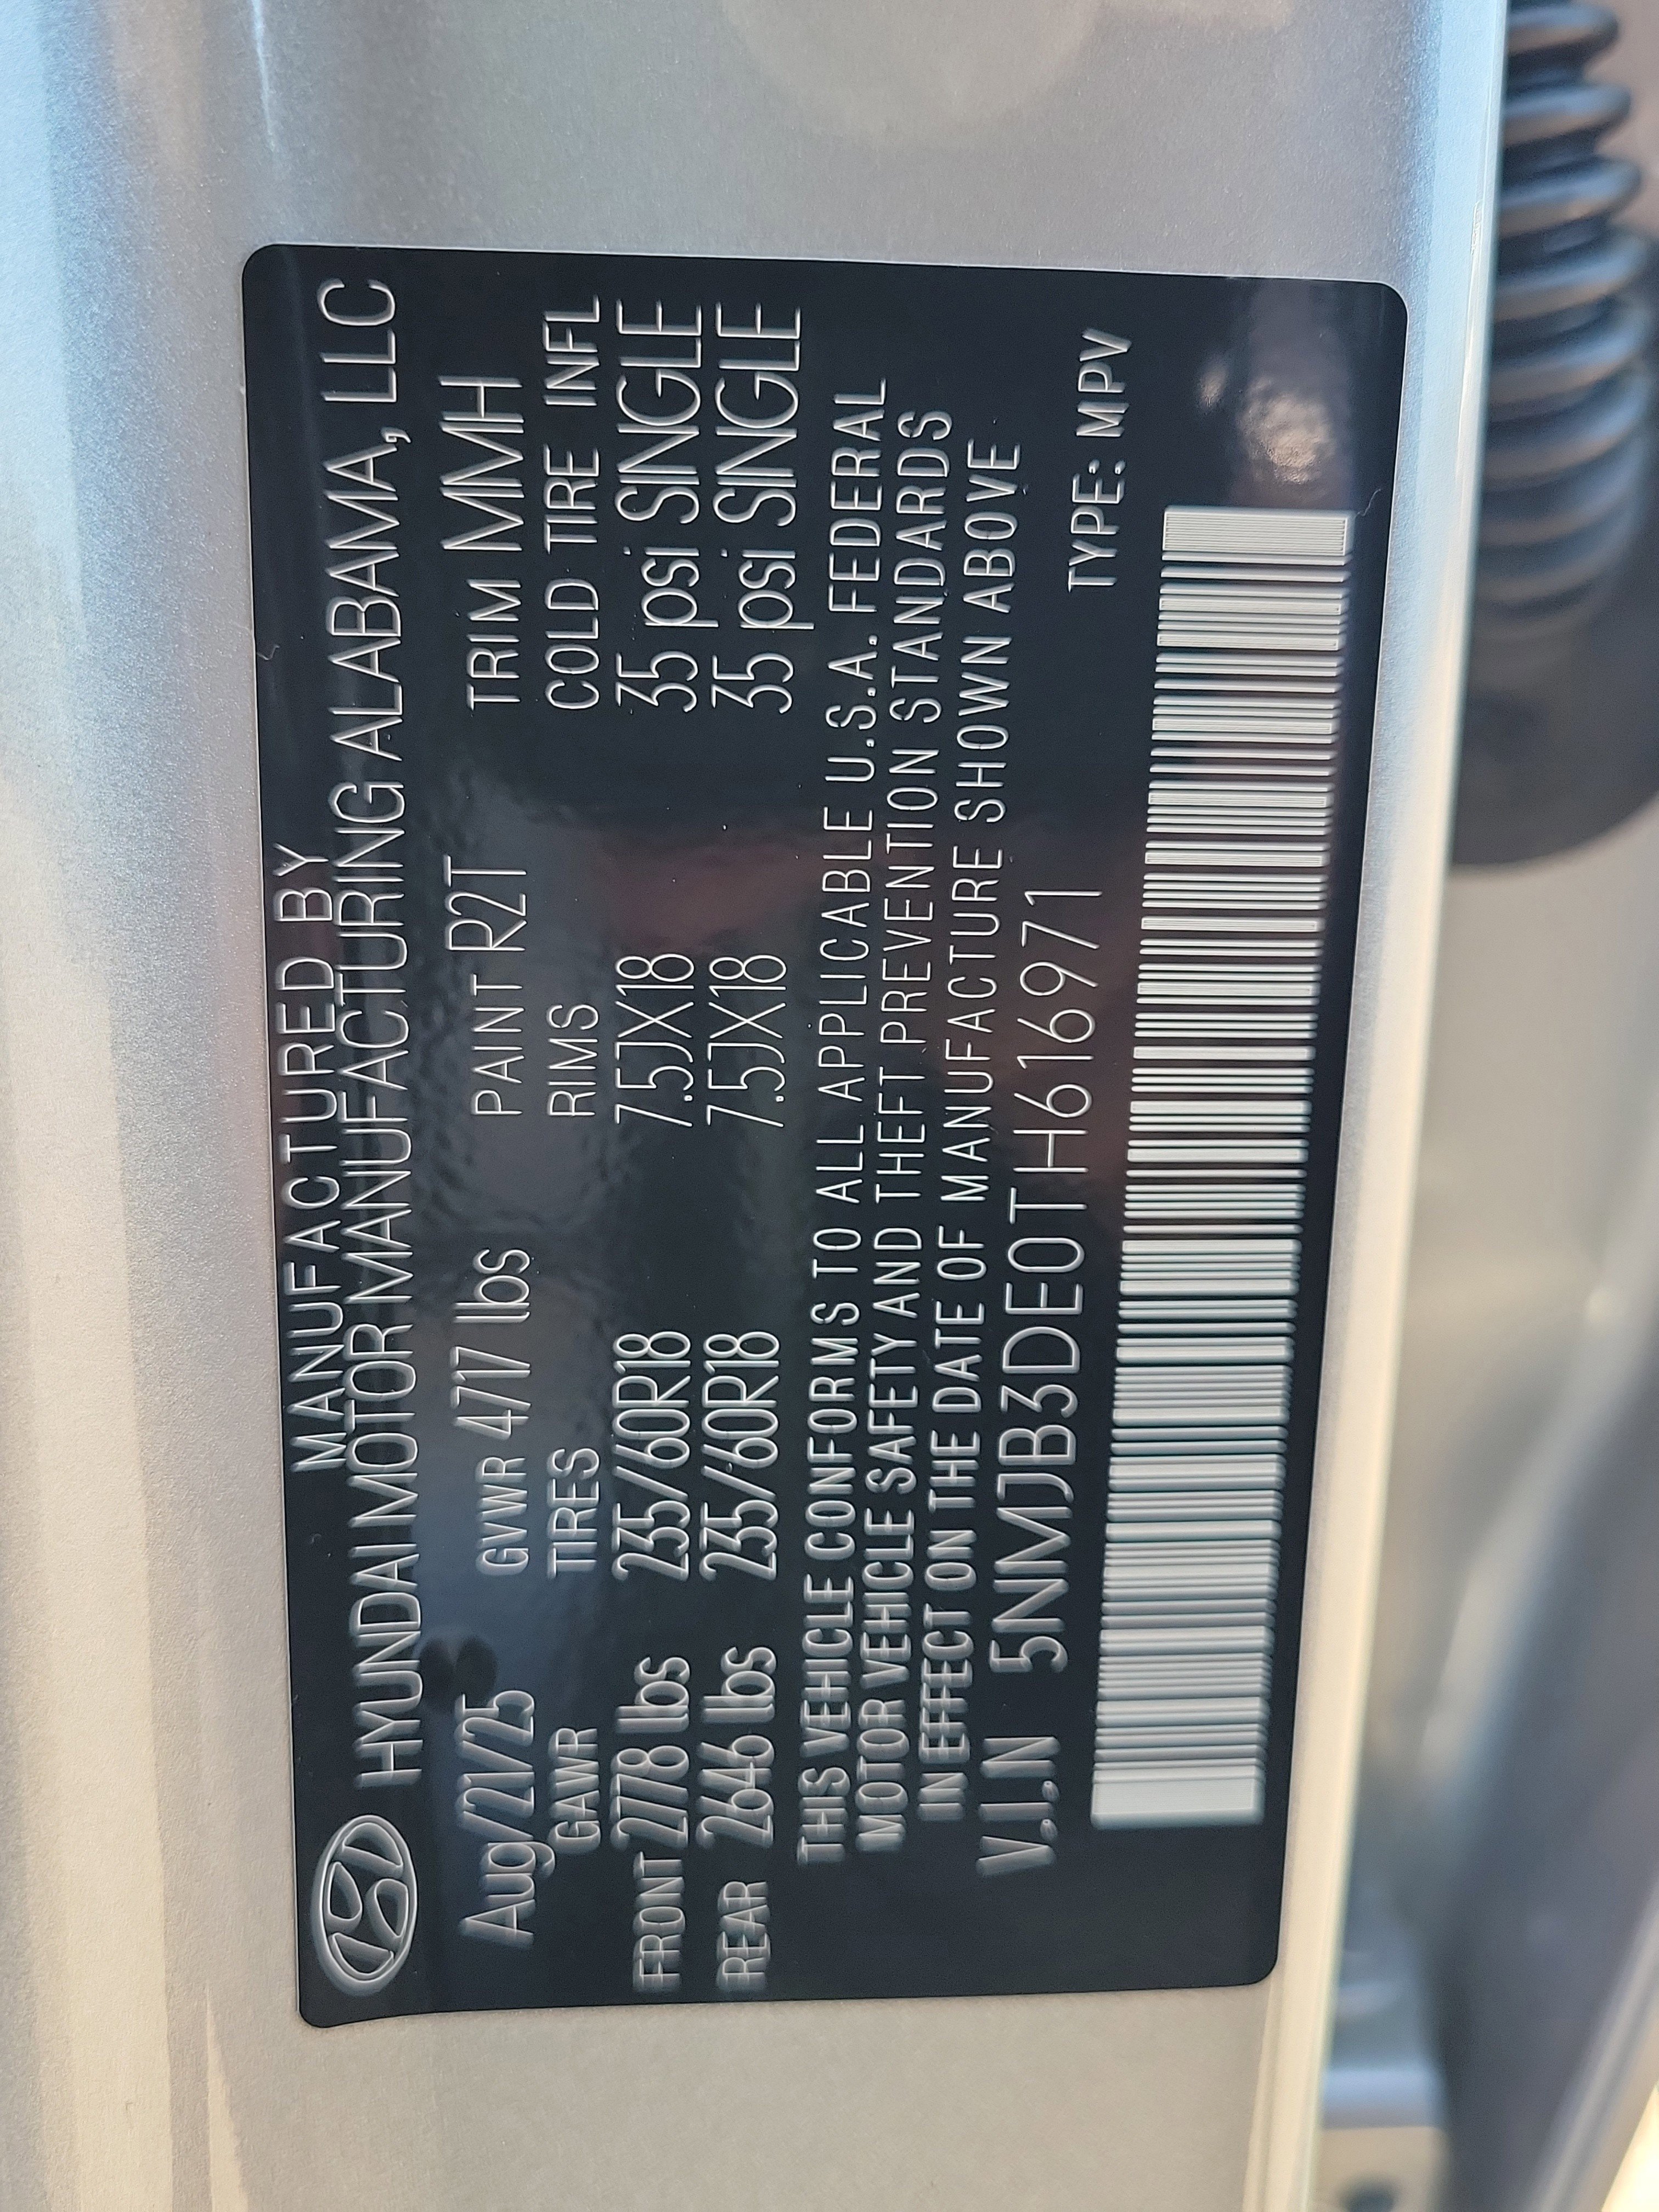 MANUFACTURED BY
HYUNDAI MOTOR MANUFACTURING ALABAMA, LLC
Aug/21/25 GVWR 4717 lbs PAINT R2T TRIM MMH
GAWR TIRES RIMS COLD TIRE INFL
FRONT 2778 lbs 235/60R18 7.5JX18 35 psi SINGLE
REAR 2646 lbs 235/60R18 7.5JX18 35 psi SINGLE
THIS VEHICLE CONFORMS TO ALL APPLICABLE U.S.A. FEDERAL
MOTOR VEHICLE SAFETY AND THEFT PREVENTION STANDARDS
IN EFFECT ON THE DATE OF MANUFACTURE SHOWN ABOVE
V.I.N 5NMJB3DE0TH616971 TYPE: MPV